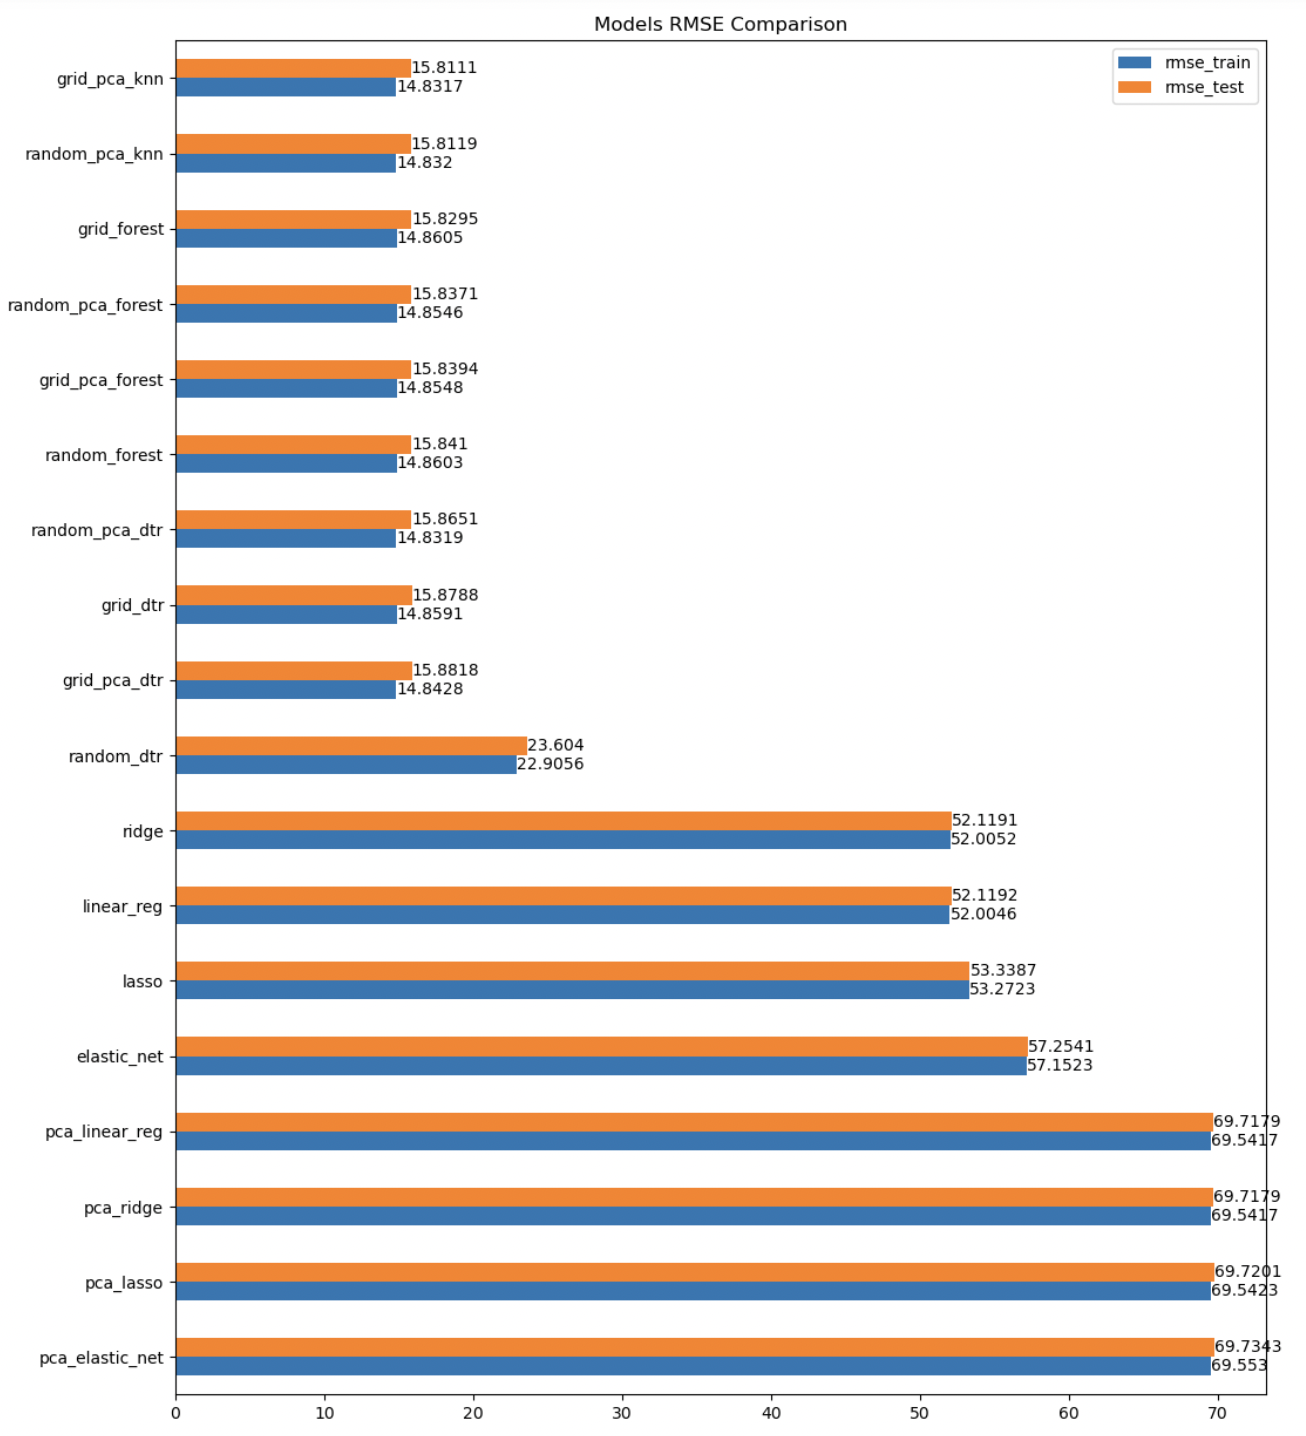 Models RMSE Comparison
rmse_train
rmse_test
grid_pca_knn
15.8111
14.8317
random_pca_knn
15.8119
14.832
grid_forest
15.8295
14.8605
random_pca_forest
15.8371
14.8546
grid_pca_forest
15.8394
14.8548
random_forest
15.841
14.8603
random_pca_dtr
15.8651
14.8319
grid_dtr
15.8788
14.8591
grid_pca_dtr
15.8818
14.8428
random_dtr
23.604
22.9056
ridge
52.1191
52.0052
linear_reg
52.1192
52.0046
lasso
53.3387
53.2723
elastic_net
57.2541
57.1523
pca_linear_reg
69.7179
69.5417
pca_ridge
69.7179
69.5417
pca_lasso
69.7201
69.5423
pca_elastic_net
69.7343
69.553
0 10 20 30 40 50 60 70